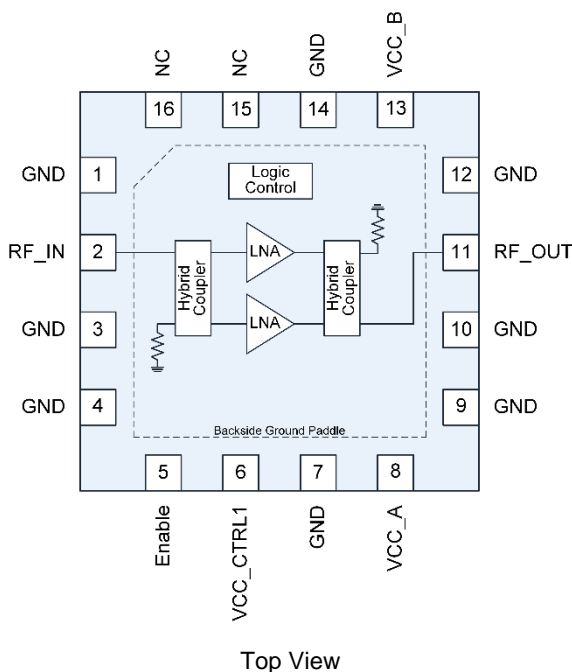 NC
NC
GND
VCC_B
16
15
14
13
GND
1
12
GND
Logic
Control
RF_IN
2
Hybrid
Coupler
LNA
Hybrid
Coupler
11
RF_OUT
LNA
GND
3
10
GND
GND
4
9
GND
Backside Ground Paddle
5
6
7
8
Enable
VCC_CTRL1
GND
VCC_A
Top View